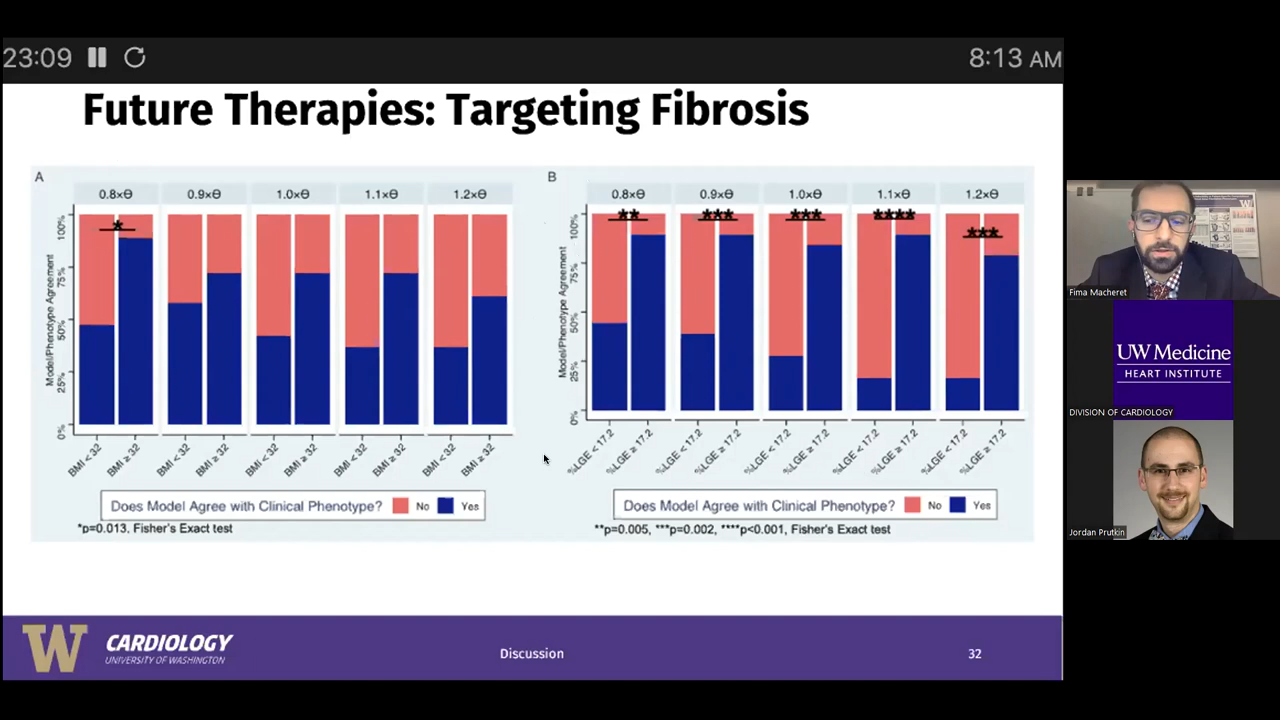 23:09
8:13 AM
Future Therapies: Targeting Fibrosis
A
0.8×Θ 0.9×Θ 1.0×Θ 1.1×Θ 1.2×Θ
Model/Phenotype Agreement
100%
75%
50%
25%
0%
*
BMI < 32 BMI ≥ 32 BMI < 32 BMI ≥ 32 BMI < 32 BMI ≥ 32 BMI < 32 BMI ≥ 32 BMI < 32 BMI ≥ 32
Does Model Agree with Clinical Phenotype? No Yes
*p=0.013, Fisher's Exact test
B
0.8×Θ 0.9×Θ 1.0×Θ 1.1×Θ 1.2×Θ
Model/Phenotype Agreement
100%
75%
50%
25%
0%
** *** *** **** ***
%LGE < 17.2 %LGE ≥ 17.2 %LGE < 17.2 %LGE ≥ 17.2 %LGE < 17.2 %LGE ≥ 17.2 %LGE < 17.2 %LGE ≥ 17.2 %LGE < 17.2 %LGE ≥ 17.2
Does Model Agree with Clinical Phenotype? No Yes
**p=0.005, ***p=0.002, ****p<0.001, Fisher's Exact test
W
CARDIOLOGY
UNIVERSITY OF WASHINGTON
Discussion
32
Fima Macheret
UW Medicine
HEART INSTITUTE
DIVISION OF CARDIOLOGY
Jordan Prutkin